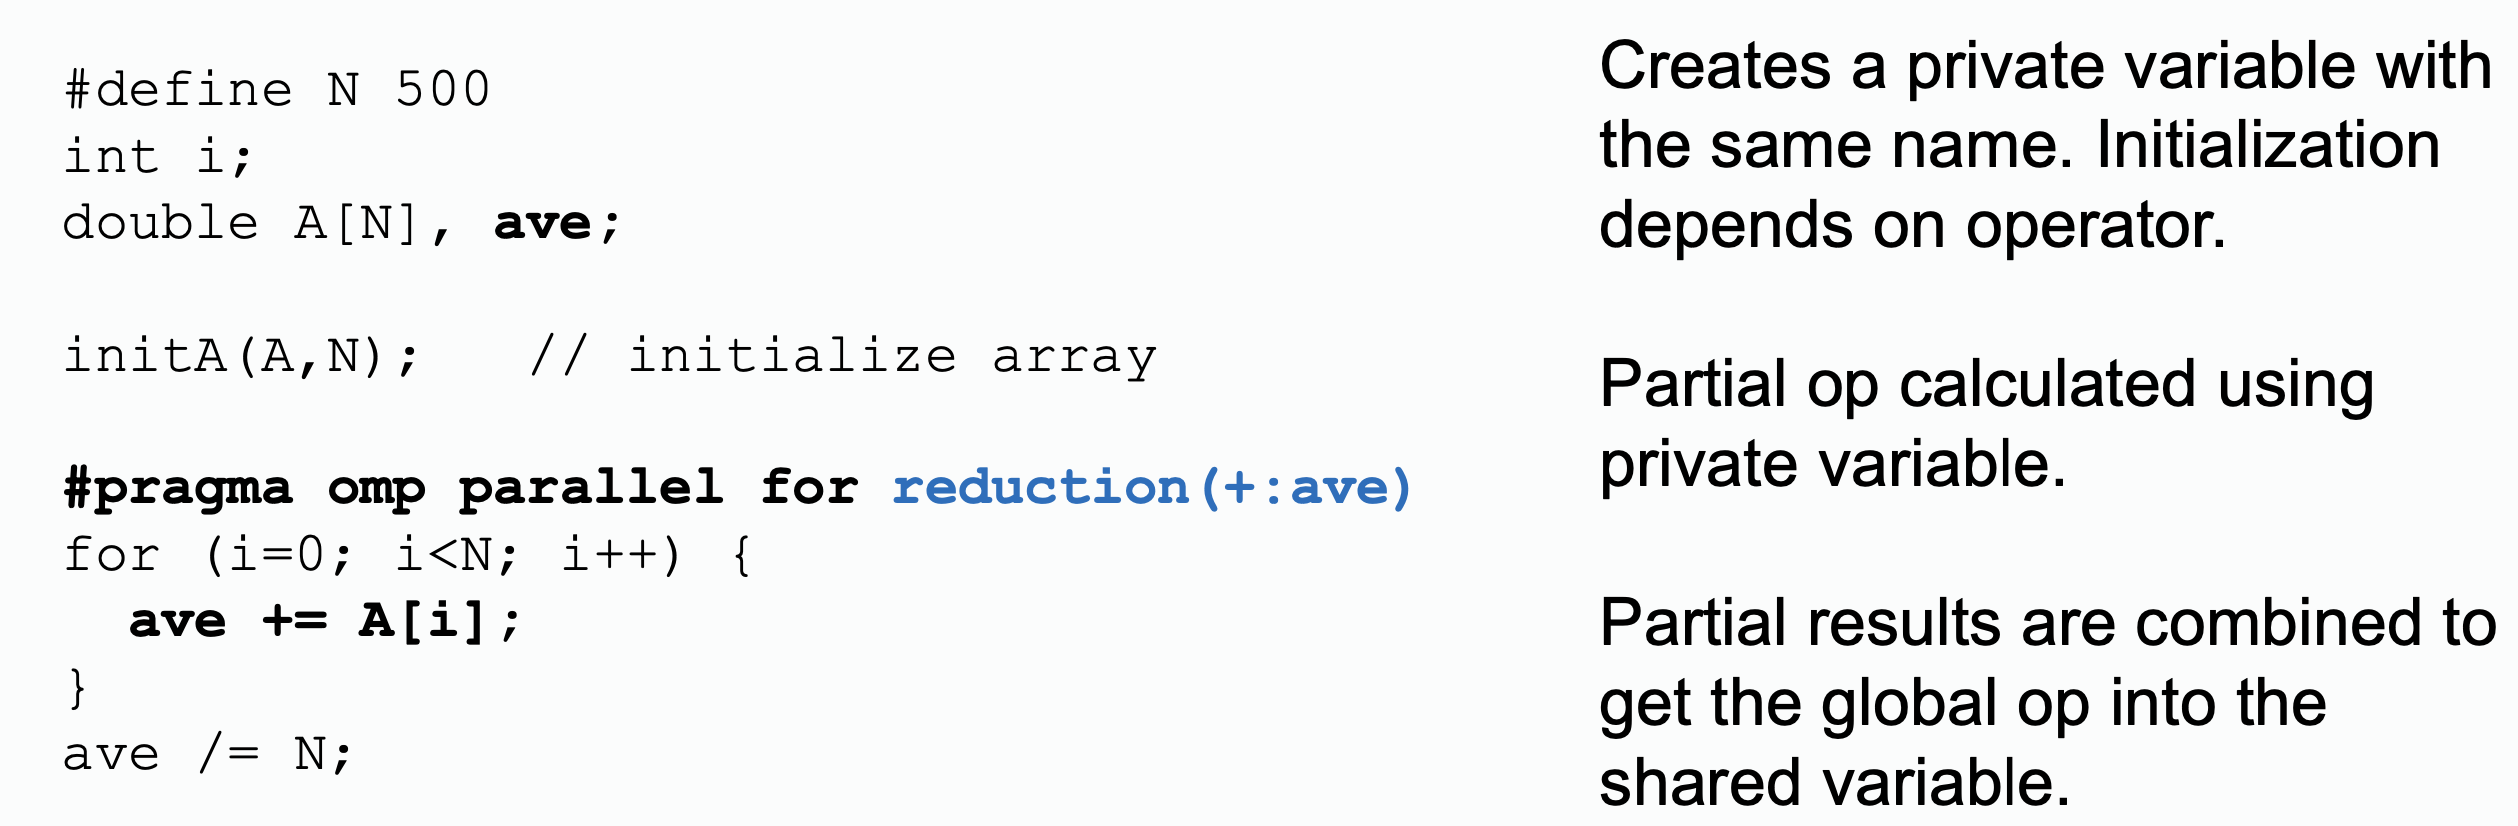 #define N 500
int i;
double A[N], ave;
initA(A,N);   // initialize array
#pragma omp parallel for reduction(+:ave)
for (i=0; i<N; i++) {
  ave += A[i];
}
ave /= N;
Creates a private variable with
the same name. Initialization
depends on operator.
Partial op calculated using
private variable.
Partial results are combined to
get the global op into the
shared variable.